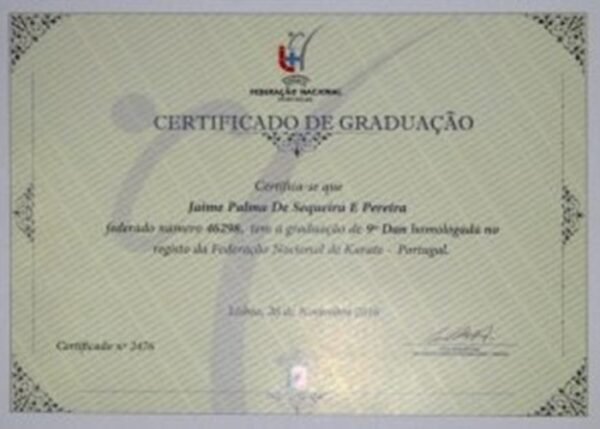 FEDERAÇÃO NACIONAL
CERTIFICADO DE GRADUAÇÃO
Certifica-se que
Jaime Palma De Sequeira E Pereira
federado número 46298, tem a graduação de 9º Dan homologada no
registo da Federação Nacional de Karate - Portugal.
Lisboa, de Novembro
Certificado nº 2476